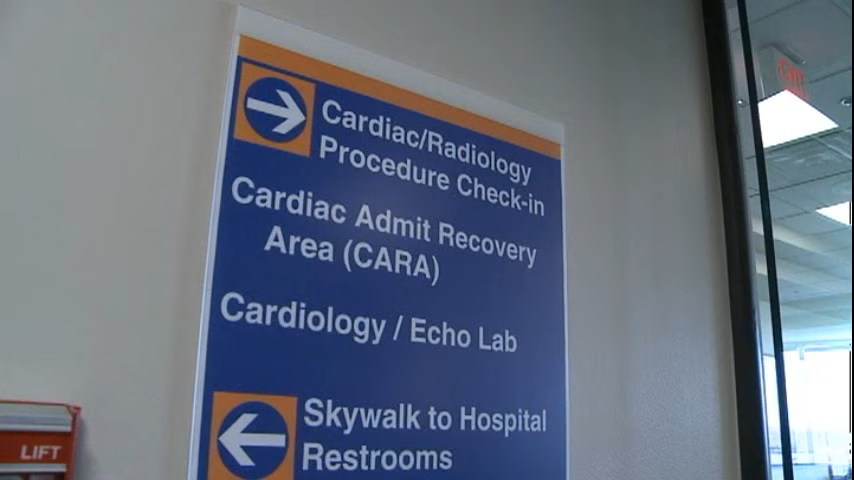 Cardiac/Radiology
Procedure Check-in
Cardiac Admit Recovery
Area (CARA)
Cardiology / Echo Lab
Skywalk to Hospital
Restrooms
LIFT
EXIT